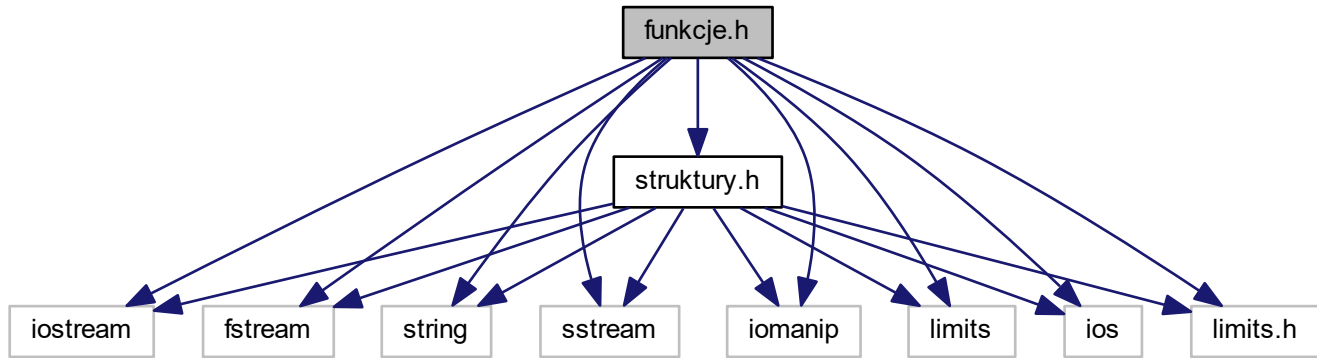 funkcje.h
struktury.h
iostream
fstream
string
sstream
iomanip
limits
ios
limits.h